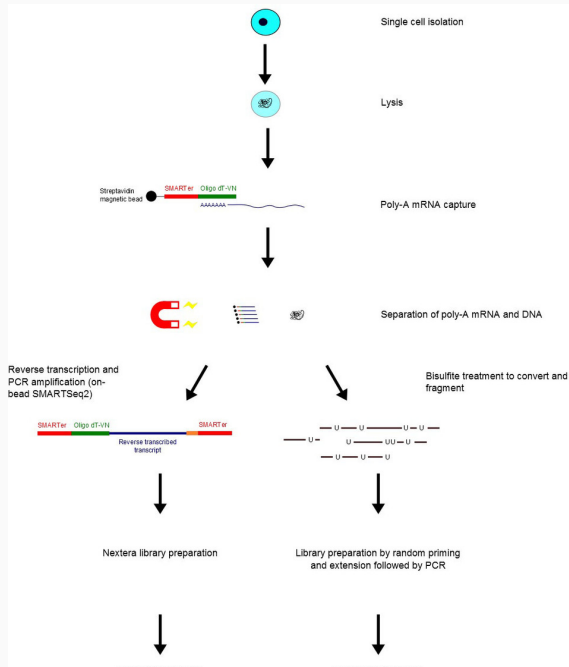 Single cell isolation
Lysis
Streptavidin
magnetic bead
SMARTer
Oligo dT-VN
AAAAAAA
Poly-A mRNA capture
Separation of poly-A mRNA and DNA
Reverse transcription and
PCR amplification (on-
bead SMARTSeq2)
Bisulfite treatment to convert and
fragment
SMARTer
Oligo dT-VN
SMARTer
Reverse transcribed
transcript
U U U U
U U UU U
U U U
Nextera library preparation
Library preparation by random priming
and extension followed by PCR